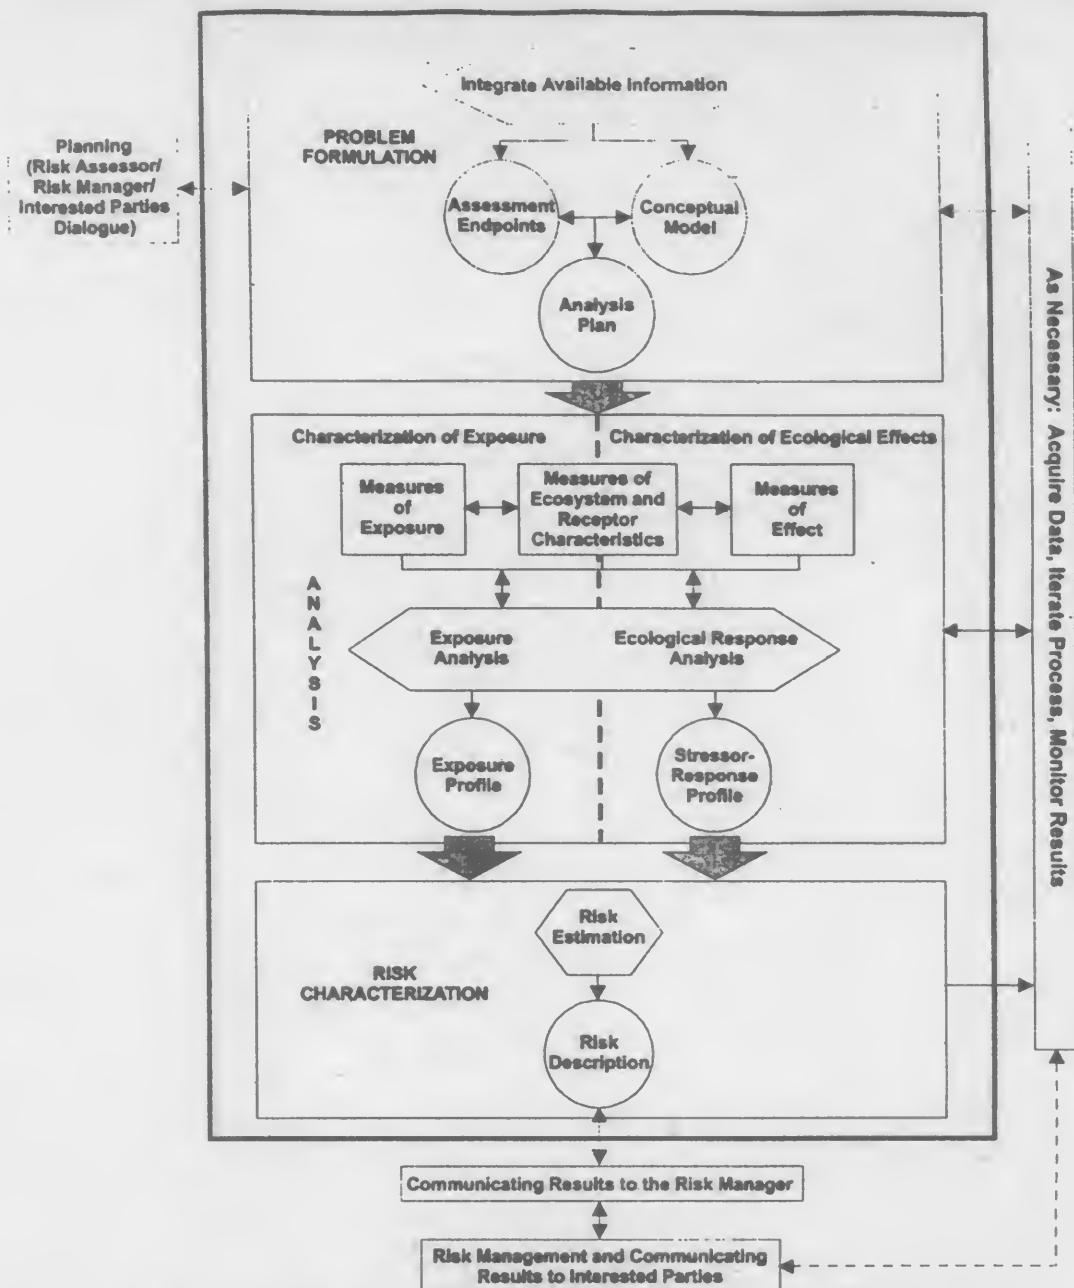 Integrate Available Information
PROBLEM
FORMULATION
Planning
(Risk Assessor/
Risk Manager/
Interested Parties
Dialogue)
Assessment
Endpoints
Conceptual
Model
Analysis
Plan
As Necessary: Acquire Data, Iterate Process, Monitor Results
Characterization of Exposure
Characterization of Ecological Effects
Measures
of
Exposure
Measures of
Ecosystem and
Receptor
Characteristics
Measures
of
Effect
ANALYSIS
Exposure
Analysis
Ecological Response
Analysis
Exposure
Profile
Stressor-
Response
Profile
RISK
CHARACTERIZATION
Risk
Estimation
Risk
Description
Communicating Results to the Risk Manager
Risk Management and Communicating
Results to Interested Parties